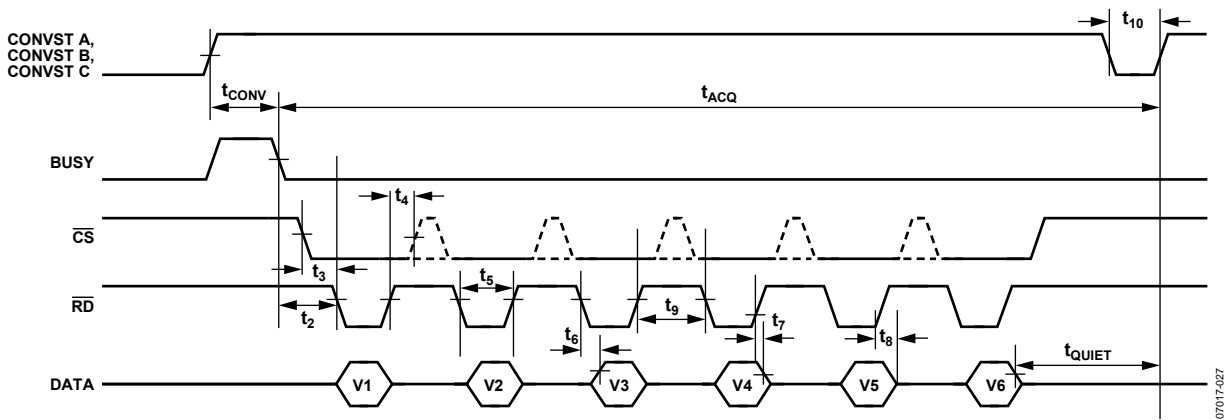 CONVST A,
CONVST B,
CONVST C
t10
tCONV
tACQ
BUSY
t4
CS
t3
t5
RD
t2
t9
t7
t6
t8
tQUIET
DATA
V1
V2
V3
V4
V5
V6
07017-027